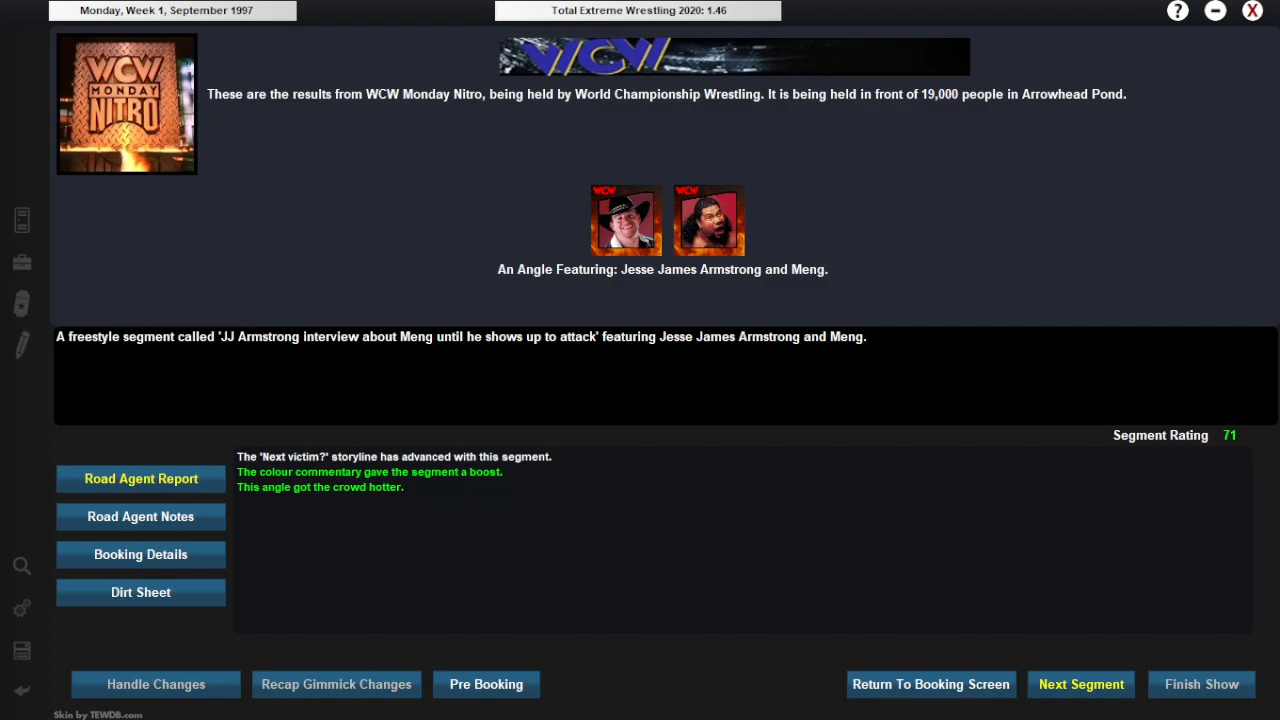 Monday, Week 1, September 1997
Total Extreme Wrestling 2020: 1.46
?
X
WCW
WCW
MONDAY
NITRO
These are the results from WCW Monday Nitro, being held by World Championship Wrestling. It is being held in front of 19,000 people in Arrowhead Pond.
WCW WCW
An Angle Featuring: Jesse James Armstrong and Meng.
A freestyle segment called 'JJ Armstrong interview about Meng until he shows up to attack' featuring Jesse James Armstrong and Meng.
Segment Rating 71
The 'Next victim?' storyline has advanced with this segment.
The colour commentary gave the segment a boost.
This angle got the crowd hotter.
Road Agent Report
Road Agent Notes
Booking Details
Dirt Sheet
Handle Changes Recap Gimmick Changes Pre Booking Return To Booking Screen Next Segment Finish Show
Skin by TEWDB.com